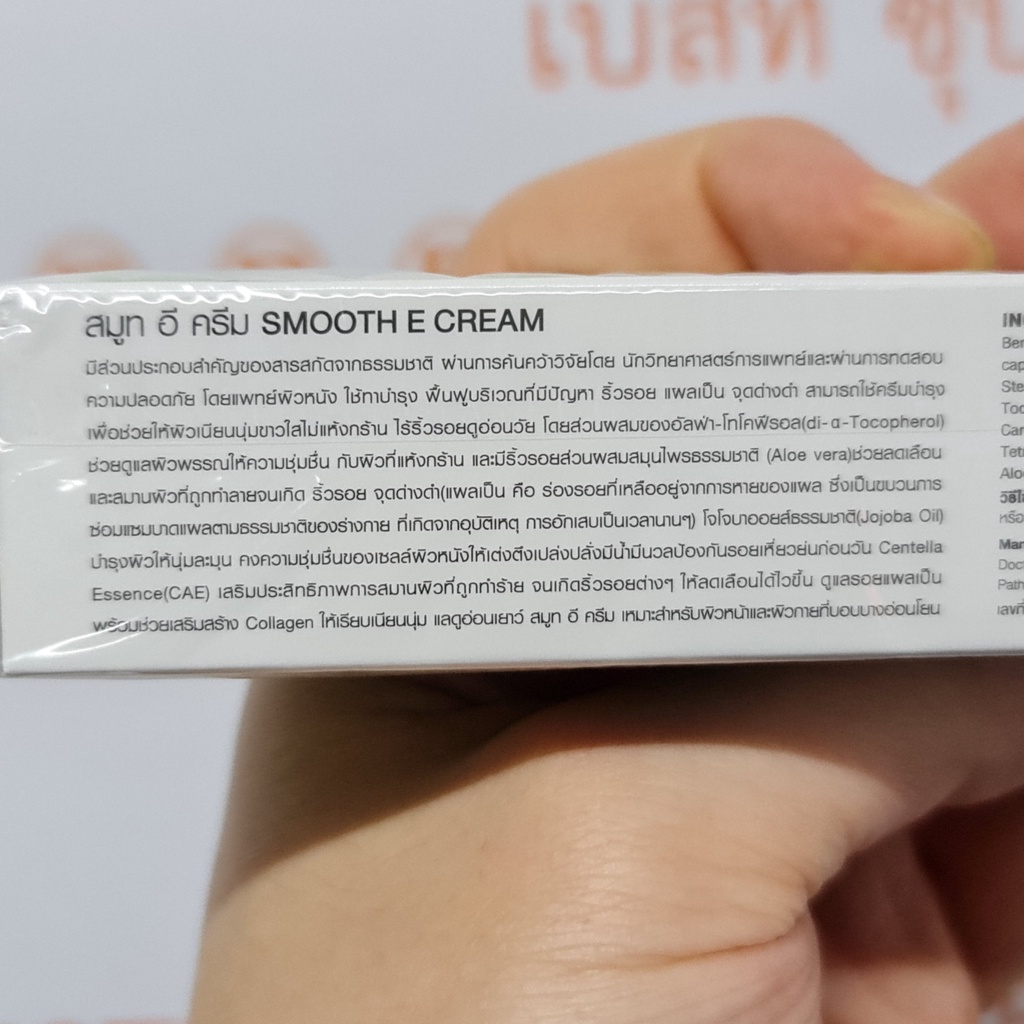 เบสท์
สมูท อี ครีม SMOOTH E CREAM
มีส่วนประกอบสำคัญของสารสกัดจากธรรมชาติ ผ่านการค้นคว้าวิจัยโดย นักวิทยาศาสตร์การแพทย์และผ่านการทดสอบ
ความปลอดภัย โดยแพทย์ผิวหนัง ใช้ทาบำรุง ฟื้นฟูบริเวณที่มีปัญหา ริ้วรอย แผลเป็น จุดด่างดำ สามารถใช้ครีมบำรุง
เพื่อช่วยให้ผิวเนียนนุ่มขาวใสไม่แห้งกร้าน ไร้ริ้วรอยดูอ่อนวัย โดยส่วนผสมของอัลฟ่า-โทโคฟีรอล(di-α-Tocopherol)
ช่วยดูแลผิวพรรณให้ความชุ่มชื่น กับผิวที่แห้งกร้าน และมีริ้วรอยส่วนผสมสมุนไพรธรรมชาติ (Aloe vera)ช่วยลดเลือน
และสมานผิวที่ถูกทำลายจนเกิด ริ้วรอย จุดด่างดำ(แผลเป็น คือ ร่องรอยที่เหลืออยู่จากการหายของแผล ซึ่งเป็นขบวนการ
ซ่อมแซมบาดแผลตามธรรมชาติของร่างกาย ที่เกิดจากอุบัติเหตุ การอักเสบเป็นเวลานานๆ) โจโจบาออยส์ธรรมชาติ(Jojoba Oil)
บำรุงผิวให้นุ่มละมุน คงความชุ่มชื่นของเซลล์ผิวหนังให้เต่งตึงเปล่งปลั่งมีน้ำมีนวลป้องกันรอยเหี่ยวย่นก่อนวัน Centella
Essence(CAE) เสริมประสิทธิภาพการสมานผิวที่ถูกทำร้าย จนเกิดริ้วรอยต่างๆ ให้ลดเลือนได้ไวขึ้น ดูแลรอยแผลเป็น
พร้อมช่วยเสริมสร้าง Collagen ให้เรียบเนียนนุ่ม แลดูอ่อนเยาว์ สมูท อี ครีม เหมาะสำหรับผิวหน้าและผิวกายที่บอบบางอ่อนโยน